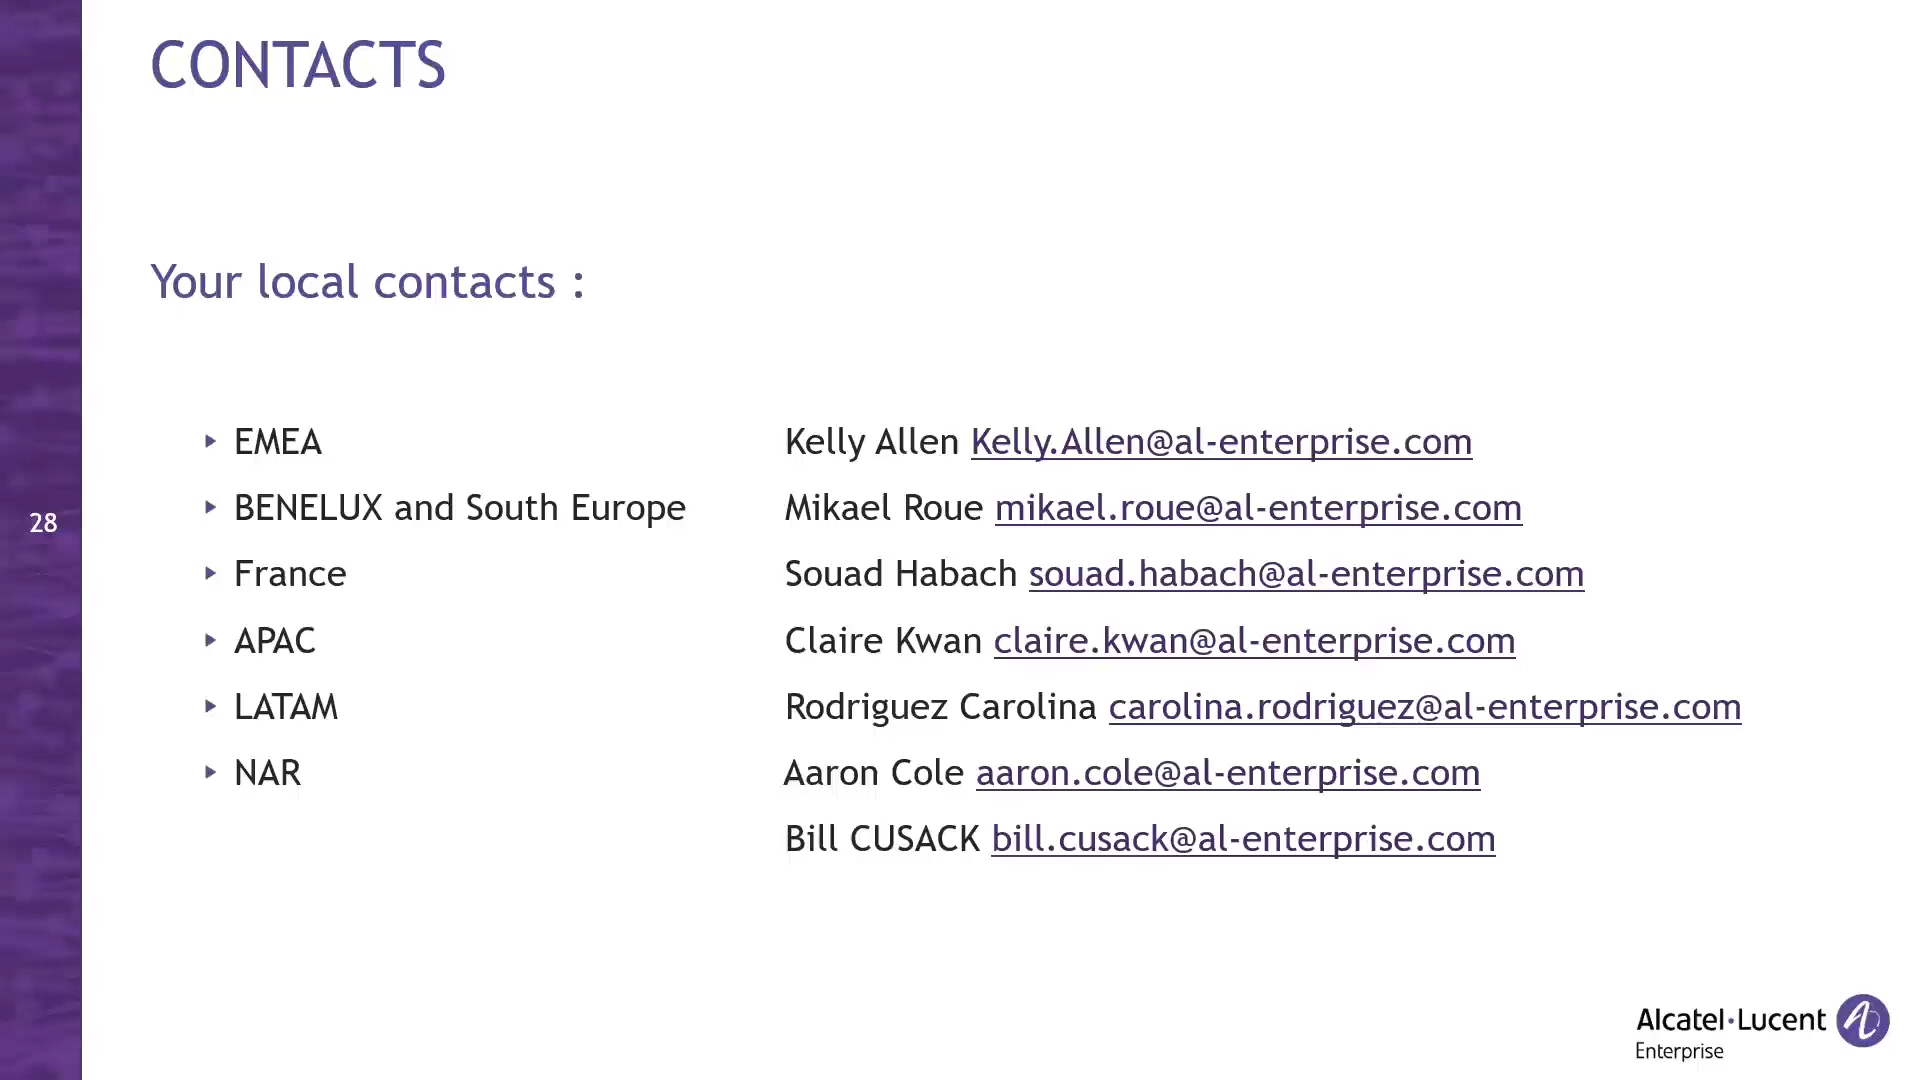 CONTACTS
Your local contacts :
EMEA Kelly Allen Kelly.Allen@al-enterprise.com
BENELUX and South Europe Mikael Roue mikael.roue@al-enterprise.com
28
France Souad Habach souad.habach@al-enterprise.com
APAC Claire Kwan claire.kwan@al-enterprise.com
LATAM Rodriguez Carolina carolina.rodriguez@al-enterprise.com
NAR Aaron Cole aaron.cole@al-enterprise.com
Bill CUSACK bill.cusack@al-enterprise.com
Alcatel·Lucent
Enterprise